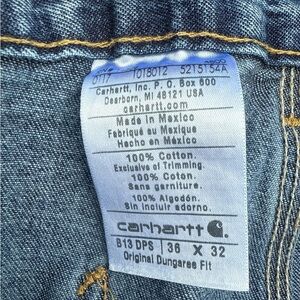 0717 1018012 5215154A
Carhartt, Inc. P.O. Box 600
Dearborn, MI 48121 USA
carhartt.com
Made in Mexico
Fabriqué au Mexique
Hecho en México
100% Cotton.
Exclusive of Trimming.
100% Coton.
Sans garniture.
100% Algodón.
Sin incluir adorno.
carhartt
B13 DPS 36 X 32
Original Dungaree Fit